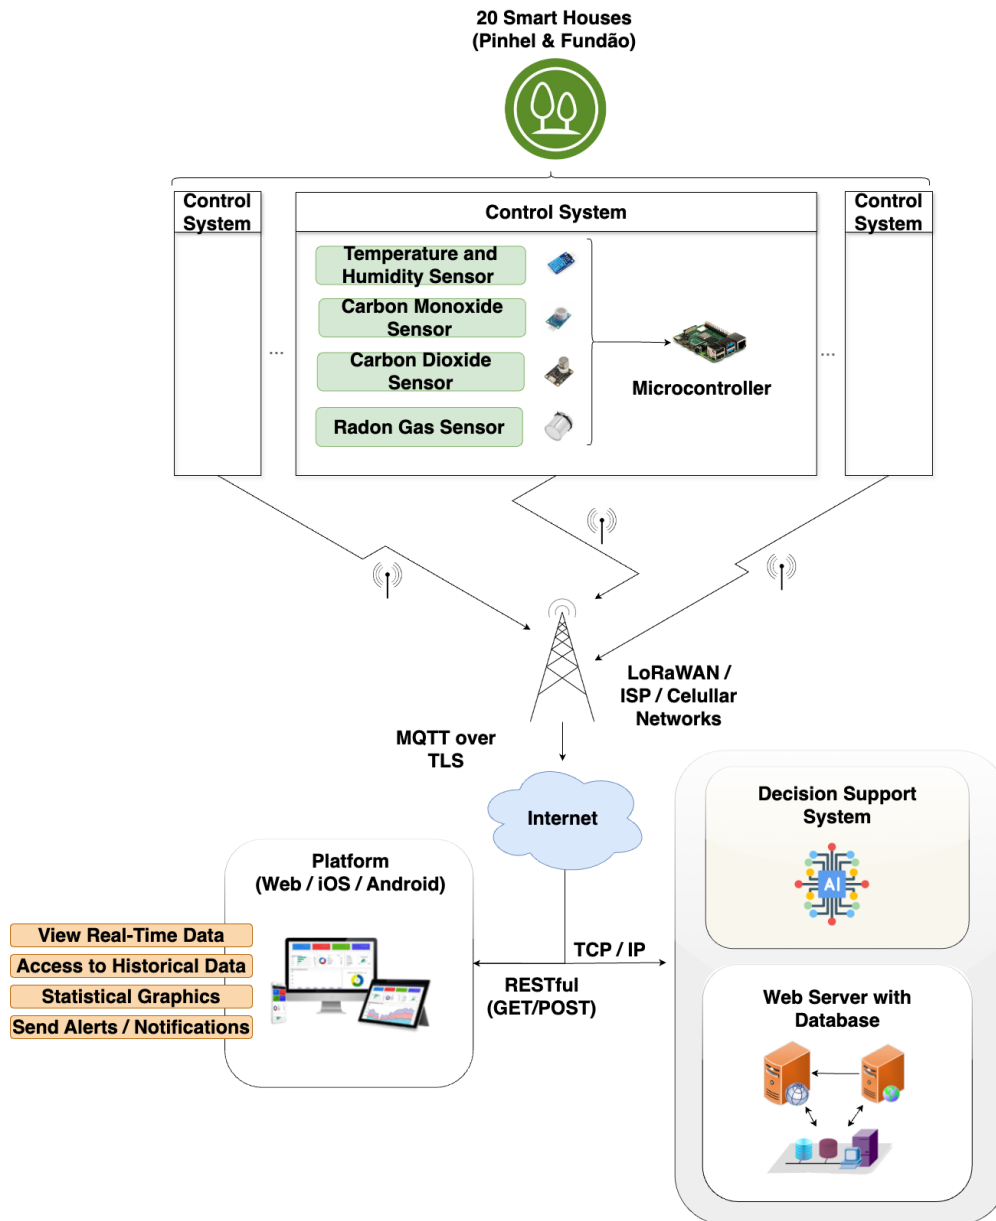 20 Smart Houses
(Pinhel & Fundão)
Control
System
Control System
Control
System
Temperature and
Humidity Sensor
Carbon Monoxide
Sensor
Carbon Dioxide
Sensor
Radon Gas Sensor
...
...
Microcontroller
LoRaWAN /
ISP / Celullar
Networks
MQTT over
TLS
Internet
Decision Support
System
AI
Platform
(Web / iOS / Android)
View Real-Time Data
Access to Historical Data
Statistical Graphics
Send Alerts / Notifications
TCP / IP
RESTful
(GET/POST)
Web Server with
Database